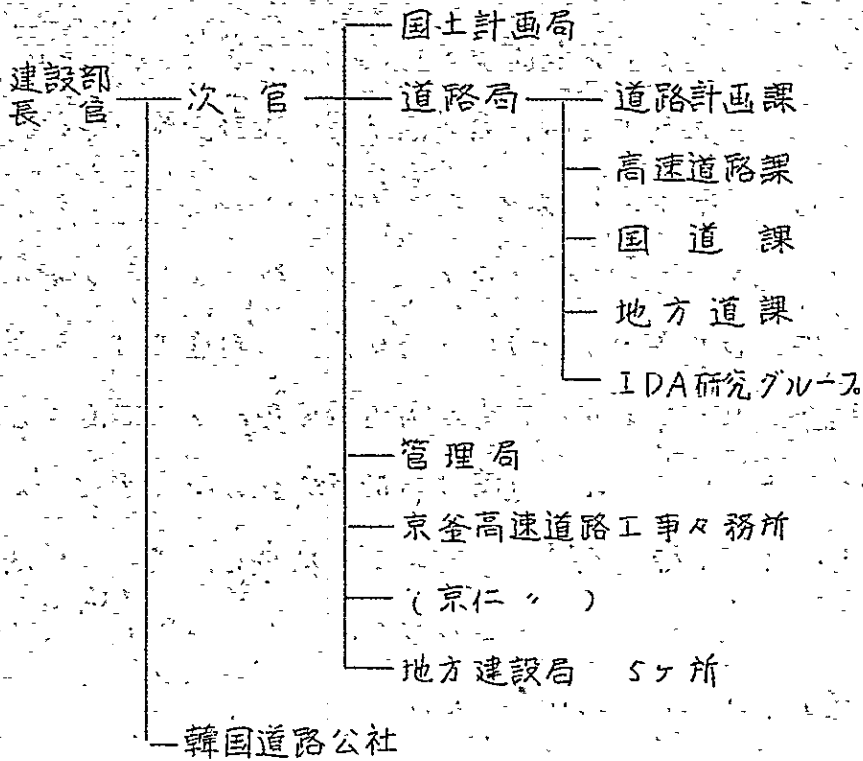 国土計画局
建設部
長官
次官
道路局
道路計画課
高速道路課
国道課
地方道課
IDA研究グループ
管理局
京釜高速道路工事々務所
(京仁 〃 )
地方建設局 5ヶ所
韓国道路公社